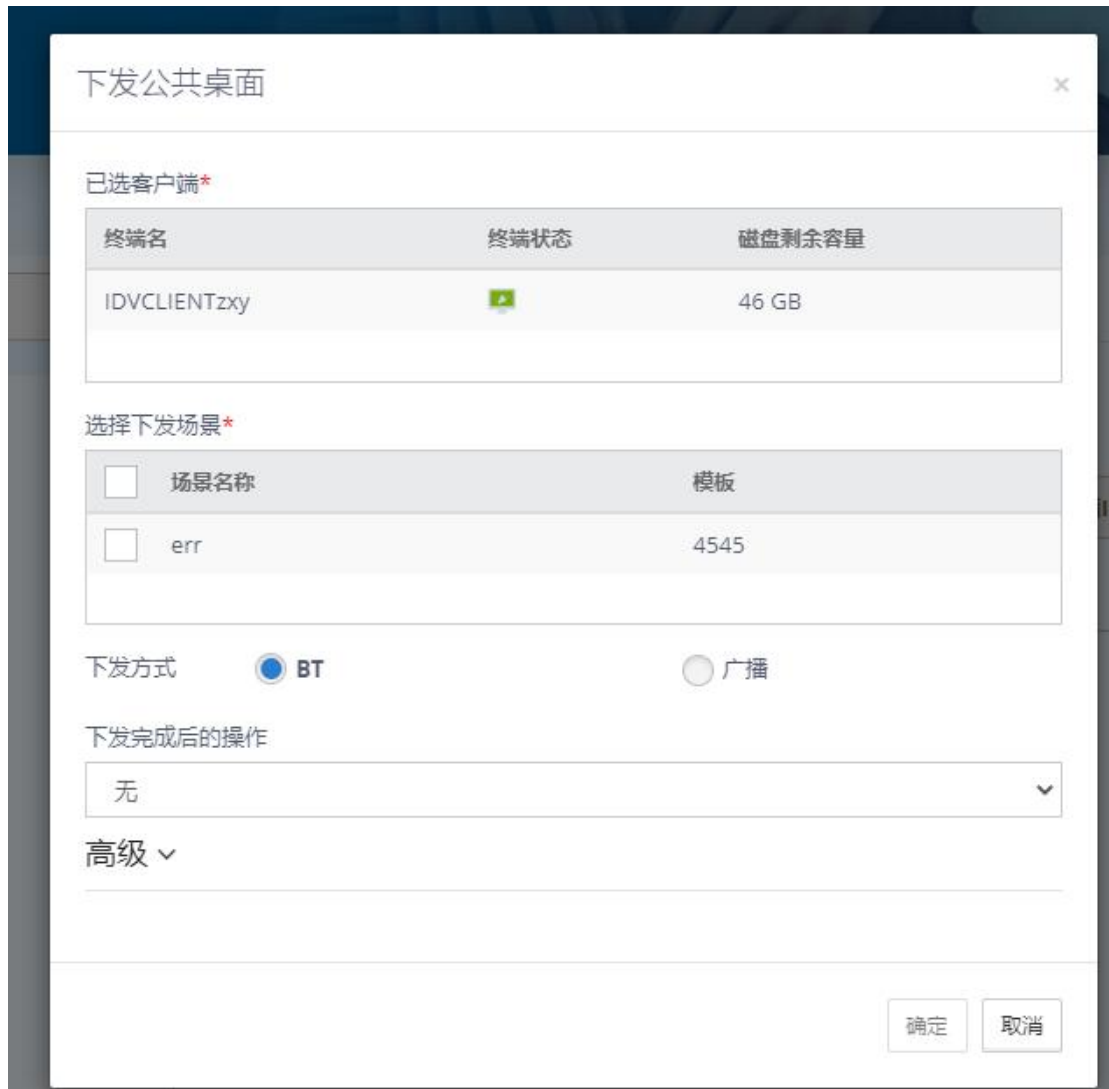 下发公共桌面 ×
已选客户端*
终端名 终端状态 磁盘剩余容量
IDVCLIENTzxy 46 GB
选择下发场景*
场景名称 模板
err 4545
下发方式 BT 广播
下发完成后的操作
无
高级
确定 取消